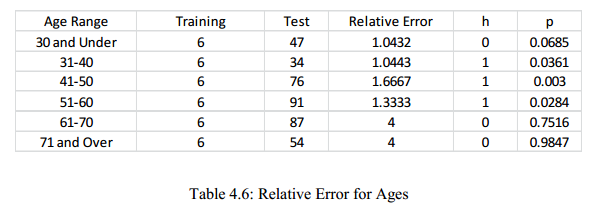 Age Range Training Test Relative Error h p
30 and Under 6 47 1.0432 0 0.0685
31-40 6 34 1.0443 1 0.0361
41-50 6 76 1.6667 1 0.003
51-60 6 91 1.3333 1 0.0284
61-70 6 87 4 0 0.7516
71 and Over 6 54 4 0 0.9847
Table 4.6: Relative Error for Ages